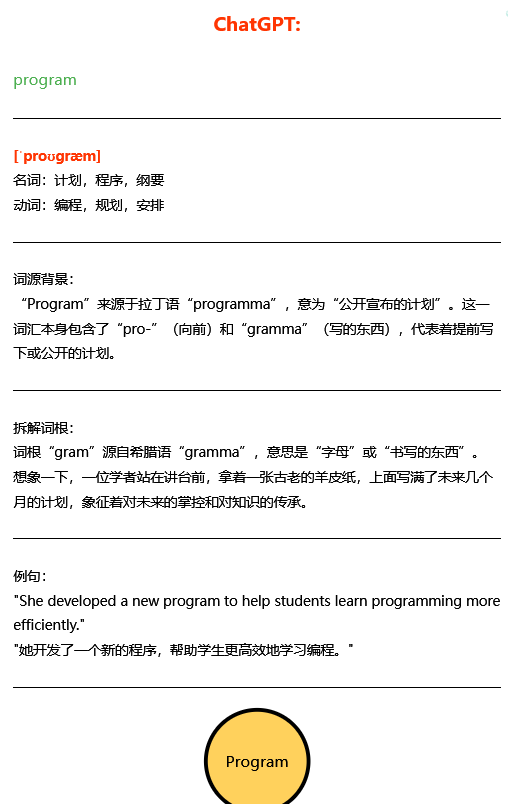 ChatGPT:
program
[ˈproʊɡræm]
名词：计划，程序，纲要
动词：编程，规划，安排
词源背景：
“Program”来源于拉丁语“programma”，意为“公开宣布的计划”。这一
词汇本身包含了“pro-”（向前）和“gramma”（写的东西），代表着提前写
下或公开的计划。
拆解词根：
词根“gram”源自希腊语“gramma”，意思是“字母”或“书写的东西”。
想象一下，一位学者站在讲台前，拿着一张古老的羊皮纸，上面写满了未来几个
月的计划，象征着对未来的掌控和对知识的传承。
例句：
"She developed a new program to help students learn programming more
efficiently."
"她开发了一个新的程序，帮助学生更高效地学习编程。"
Program